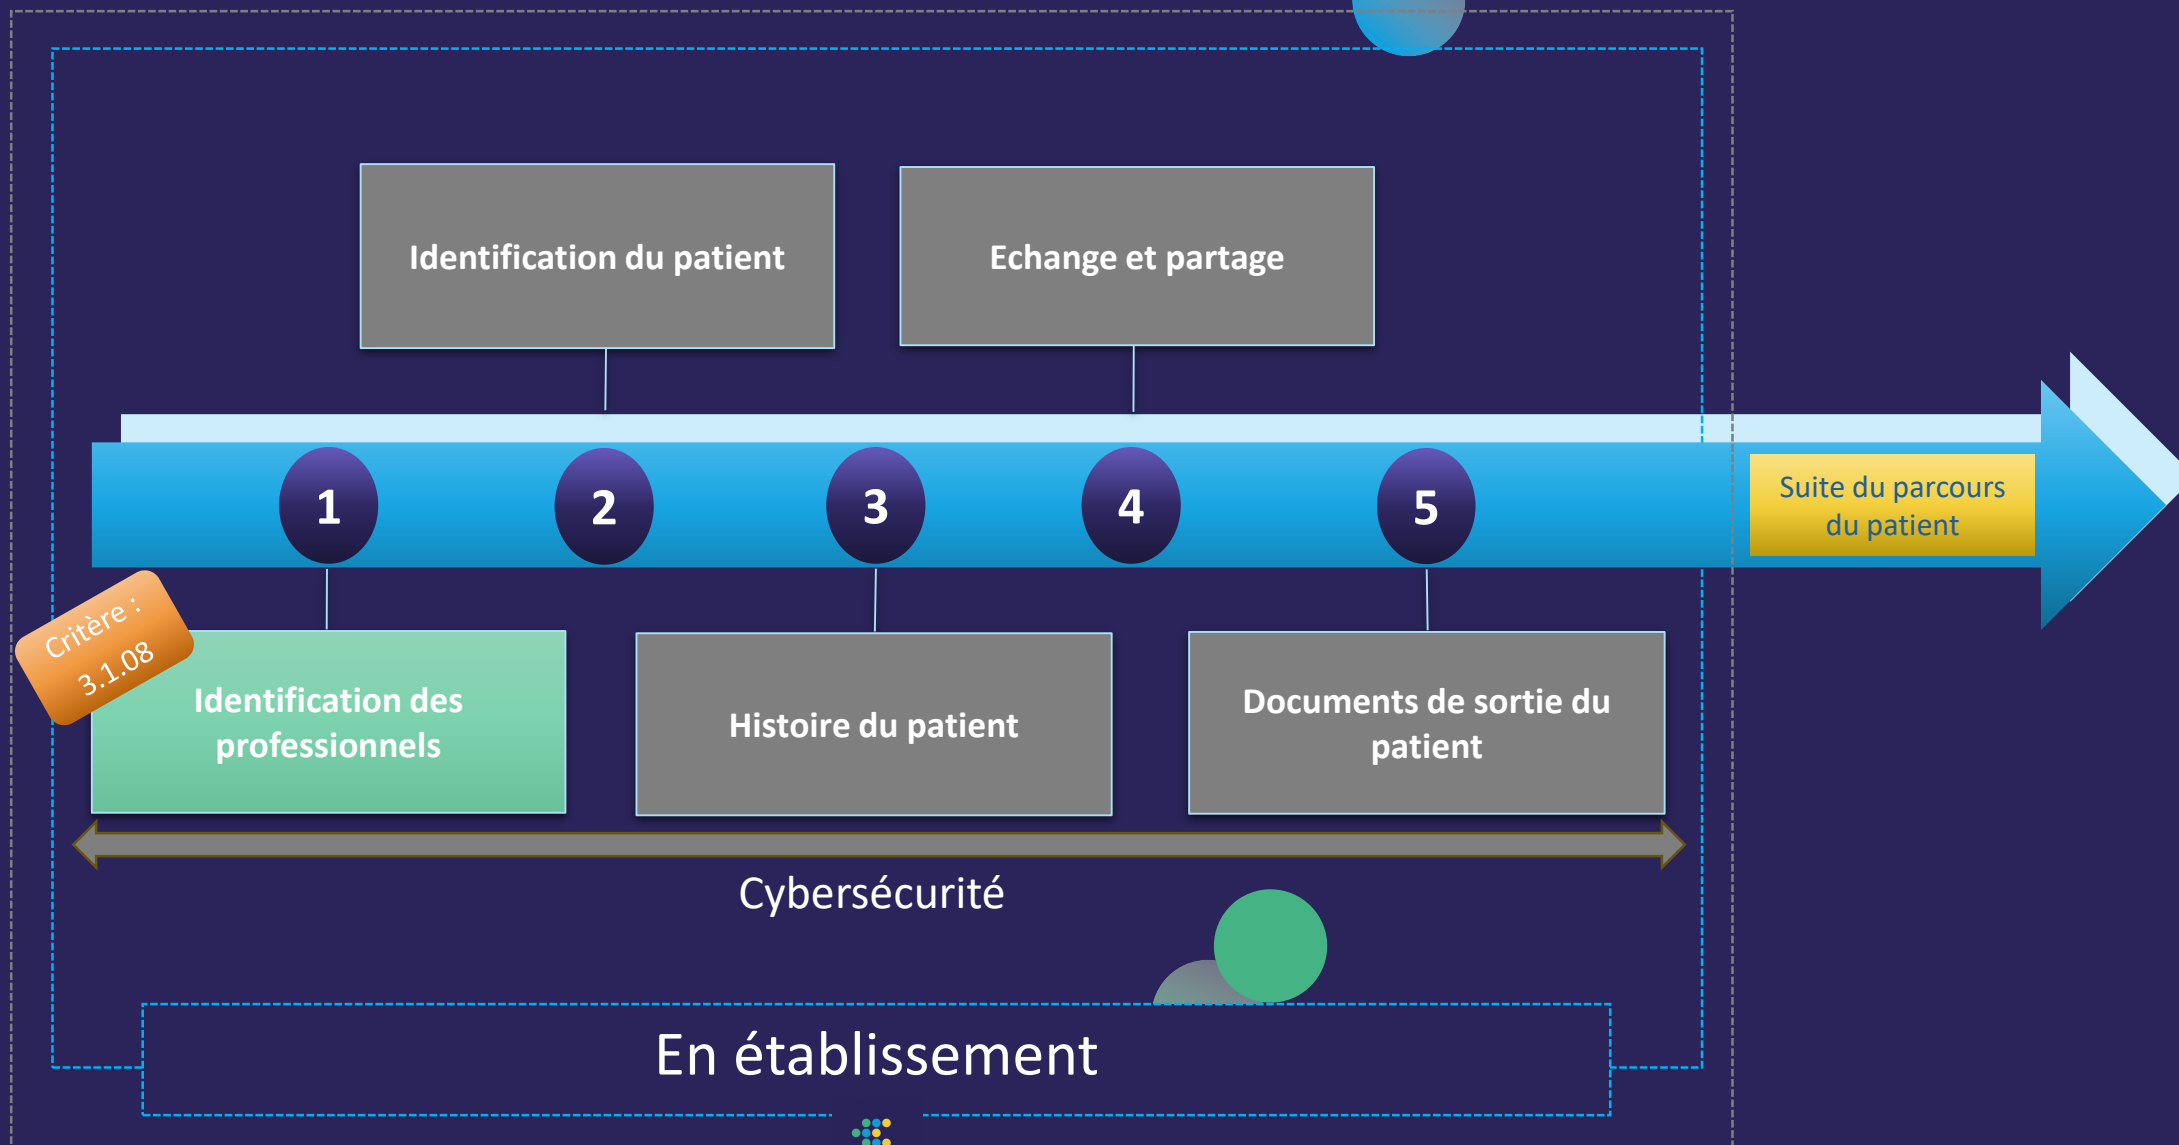 Identification du patient
Echange et partage
1
2
3
4
5
Suite du parcours
du patient
Critère :
3.1.08
Identification des
professionnels
Histoire du patient
Documents de sortie du
patient
Cybersécurité
En établissement